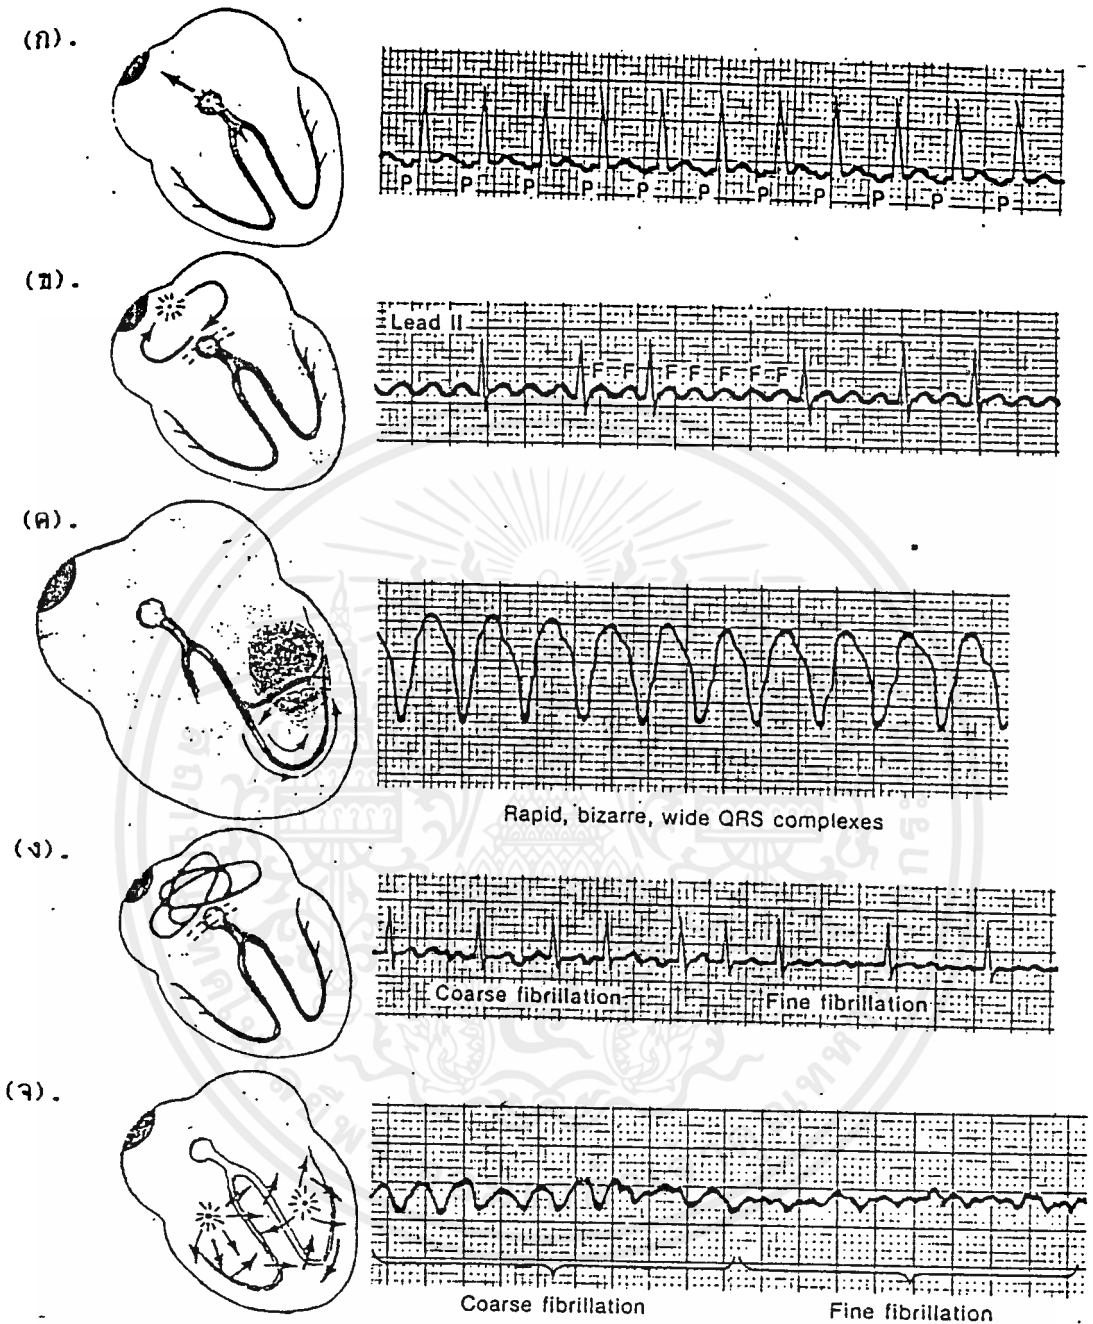 (ก).
P P P P P P P P P P P
(ข).
Lead II
F F F F F F F
(ค).
Rapid, bizarre, wide QRS complexes
(ง).
Coarse fibrillation Fine fibrillation
(จ).
Coarse fibrillation Fine fibrillation